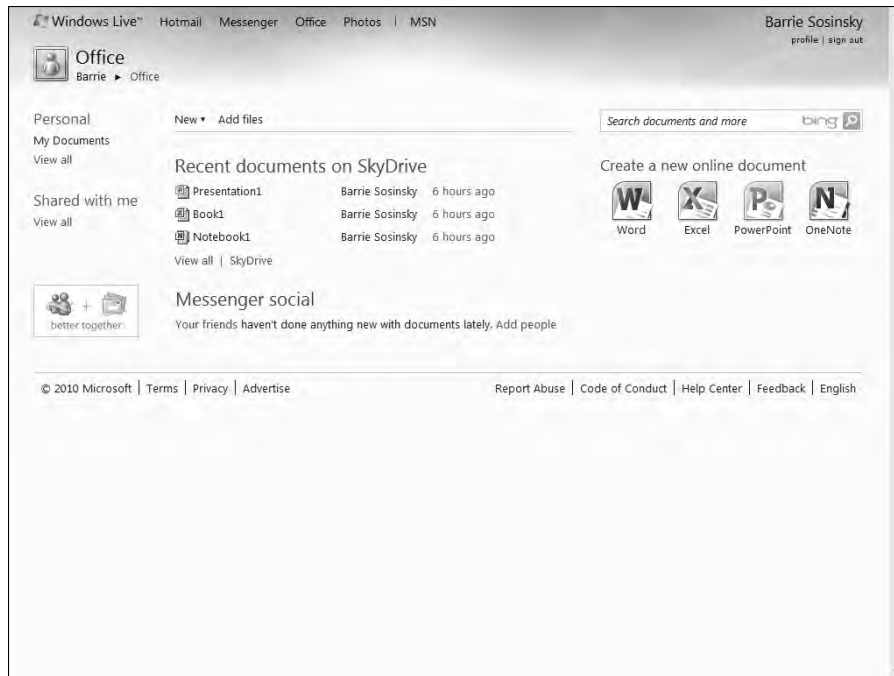 Windows Live™ Hotmail Messenger Office Photos | MSN
Barrie Sosinsky
profile | sign out
Office
Barrie ▸ Office
Personal
My Documents
View all
Shared with me
View all
better together
New ▾ Add files
Recent documents on SkyDrive
Presentation1 Barrie Sosinsky 6 hours ago
Book1 Barrie Sosinsky 6 hours ago
Notebook1 Barrie Sosinsky 6 hours ago
View all | SkyDrive
Messenger social
Your friends haven't done anything new with documents lately. Add people
Search documents and more bing
Create a new online document
Word Excel PowerPoint OneNote
© 2010 Microsoft | Terms | Privacy | Advertise
Report Abuse | Code of Conduct | Help Center | Feedback | English